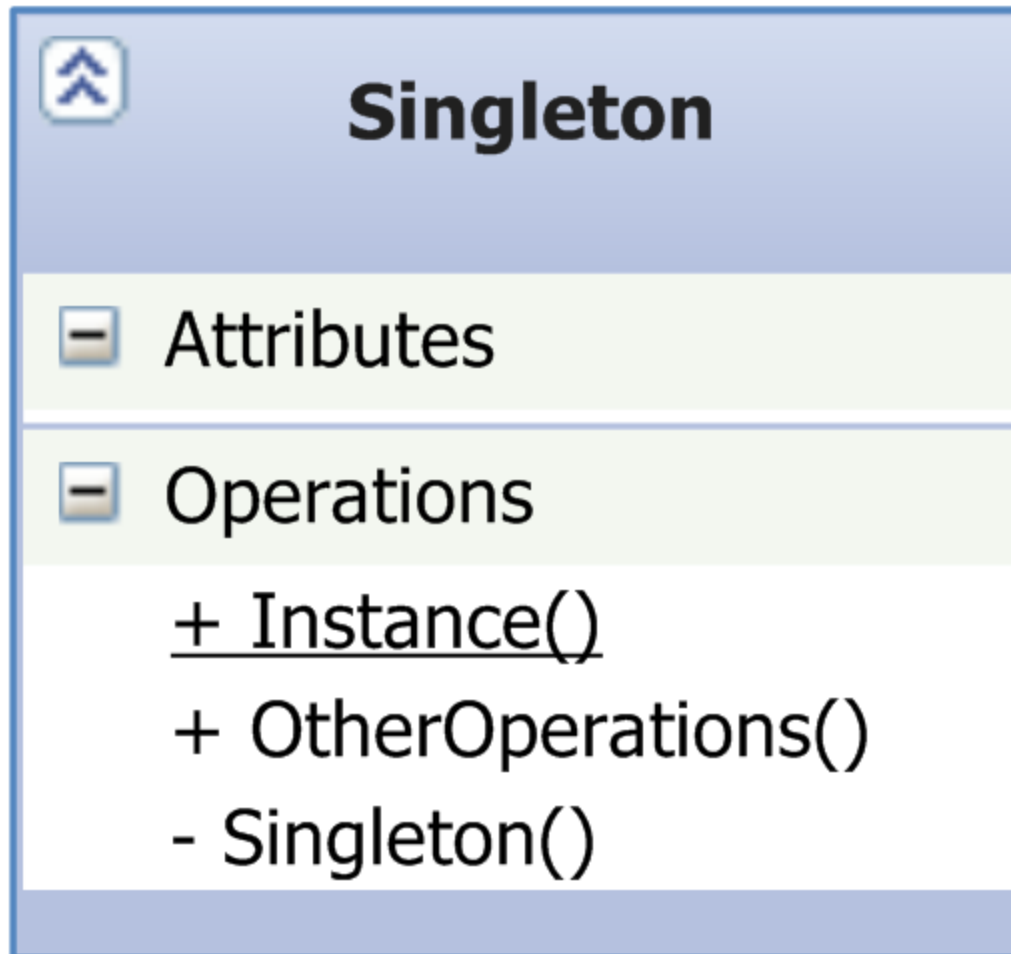 Singleton
Attributes
Operations
+ Instance()
+ OtherOperations()
- Singleton()